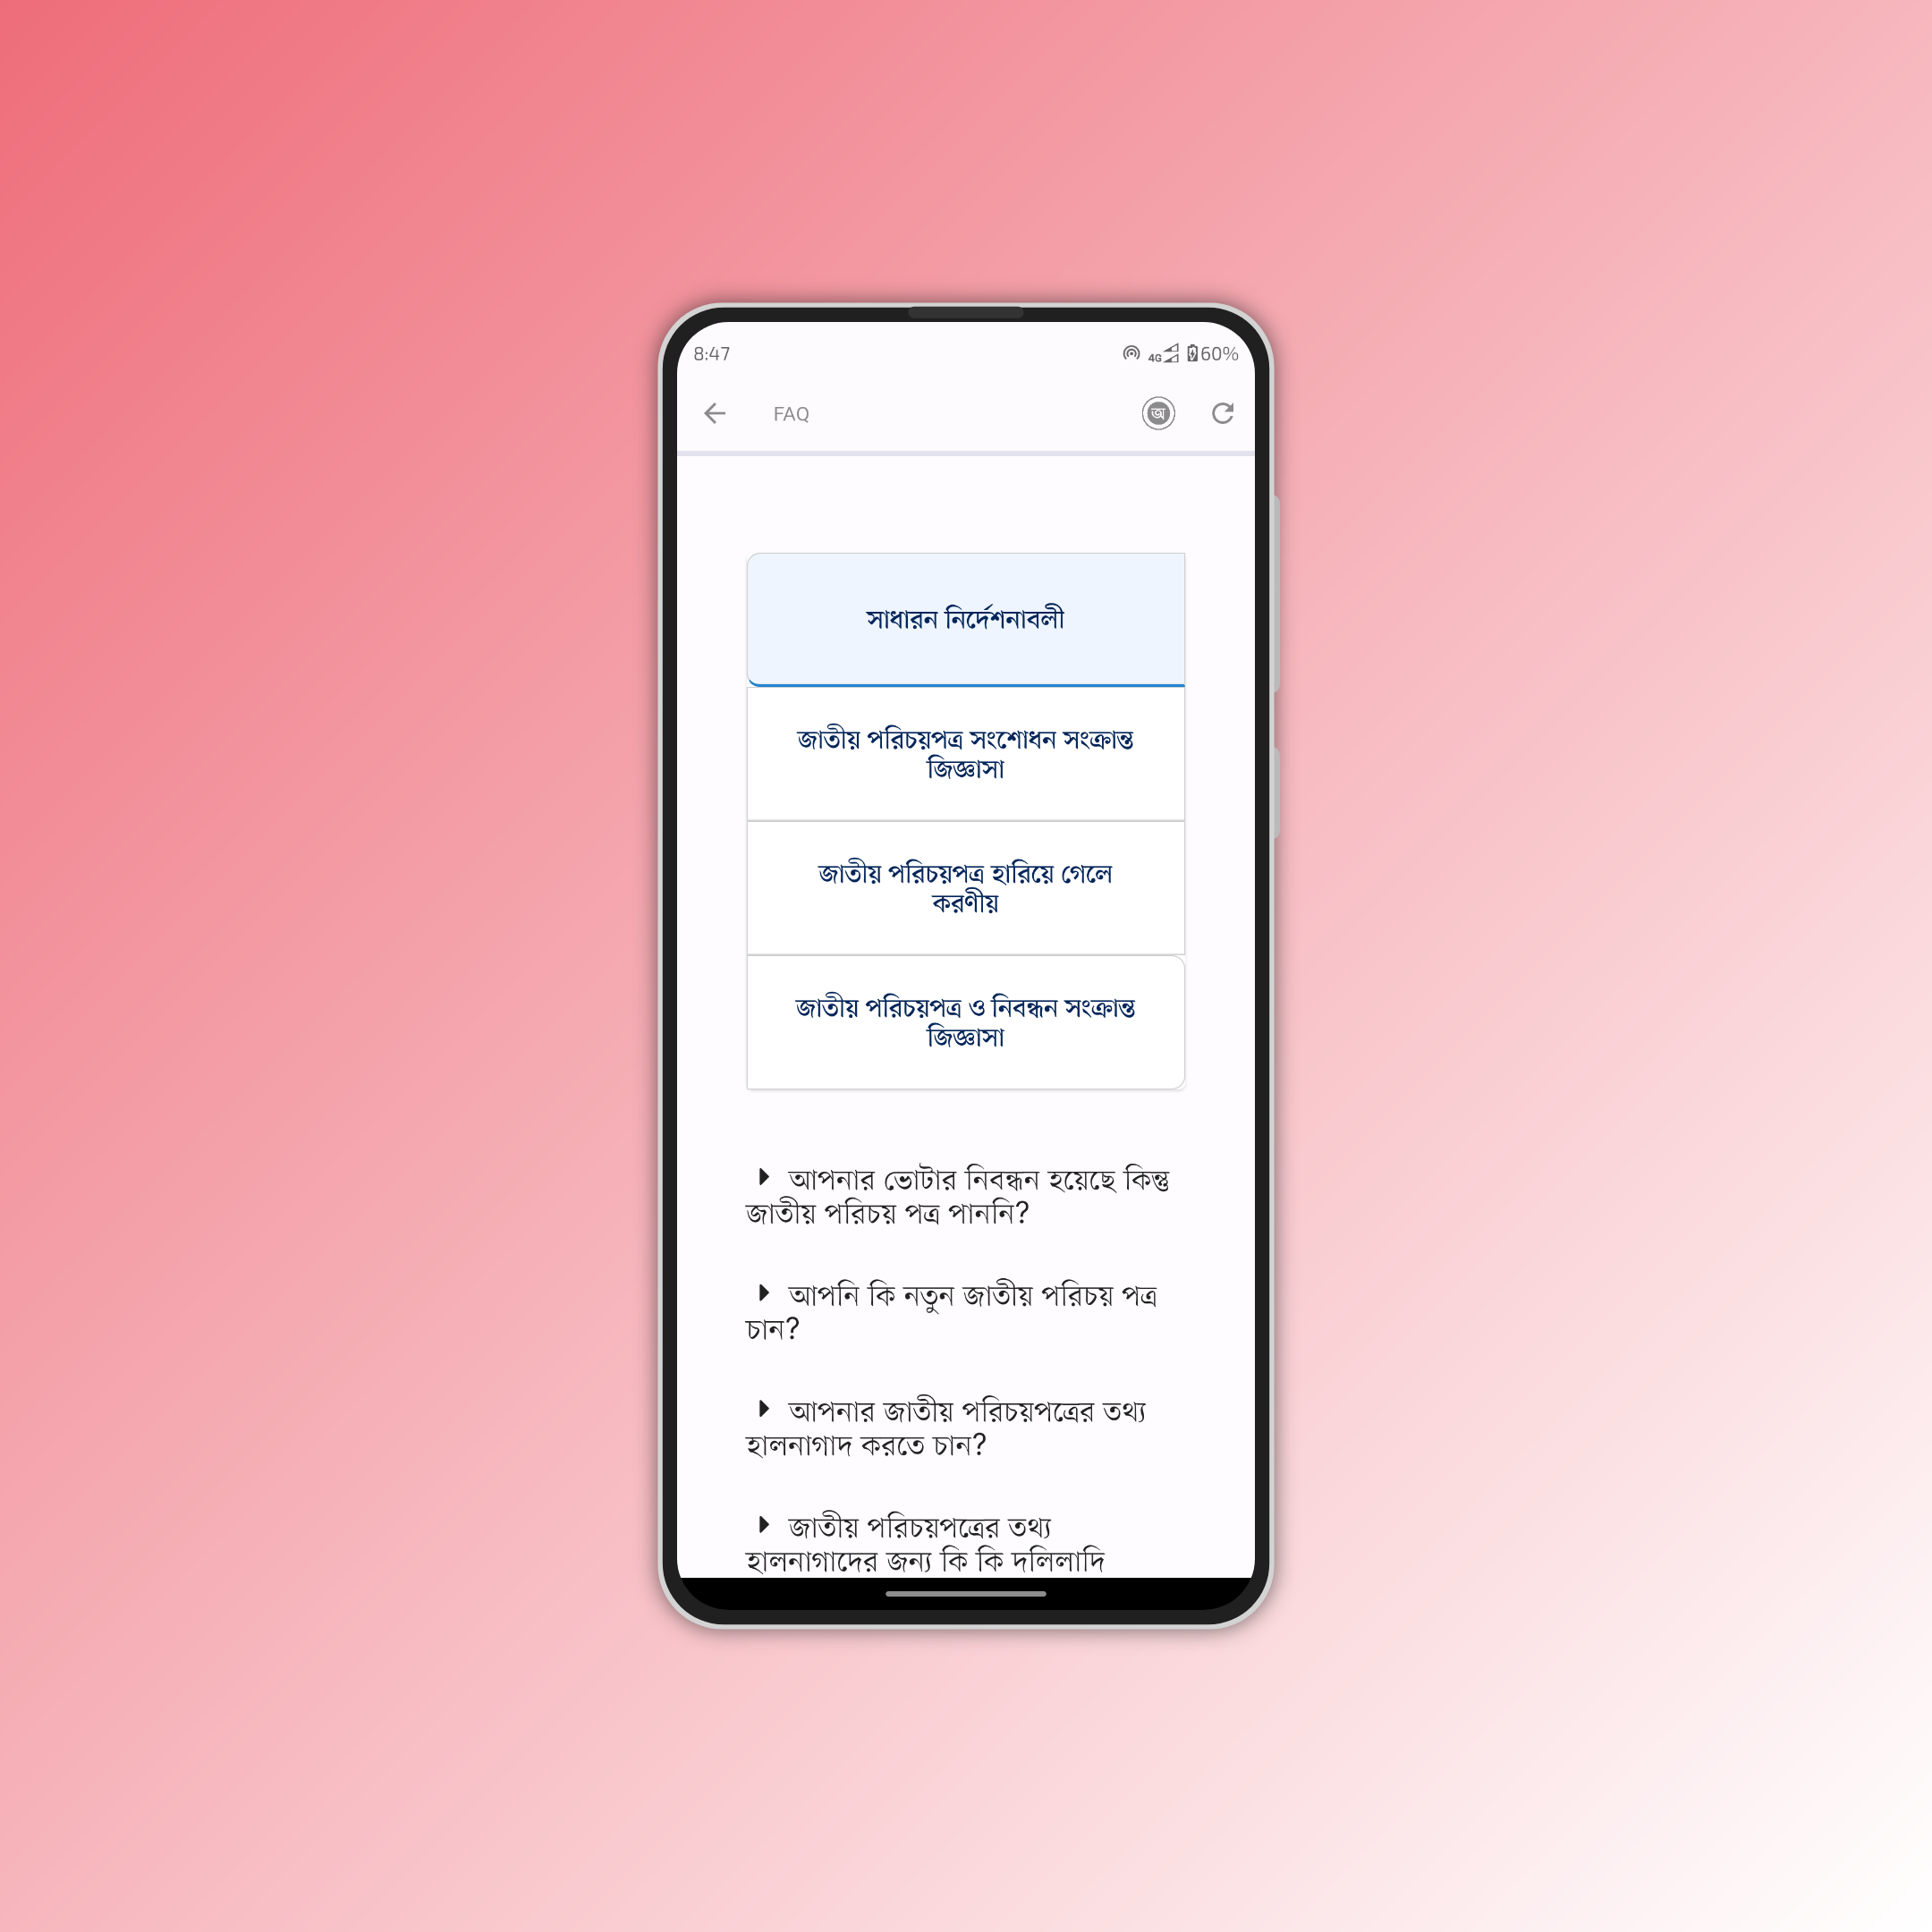 8:47 4G 60%
FAQ অ
সাধারন নির্দেশনাবলী
জাতীয় পরিচয়পত্র সংশোধন সংক্রান্ত
জিজ্ঞাসা
জাতীয় পরিচয়পত্র হারিয়ে গেলে
করণীয়
জাতীয় পরিচয়পত্র ও নিবন্ধন সংক্রান্ত
জিজ্ঞাসা
আপনার ভোটার নিবন্ধন হয়েছে কিন্তু
জাতীয় পরিচয় পত্র পাননি?
আপনি কি নতুন জাতীয় পরিচয় পত্র
চান?
আপনার জাতীয় পরিচয়পত্রের তথ্য
হালনাগাদ করতে চান?
জাতীয় পরিচয়পত্রের তথ্য
হালনাগাদের জন্য কি কি দলিলাদি